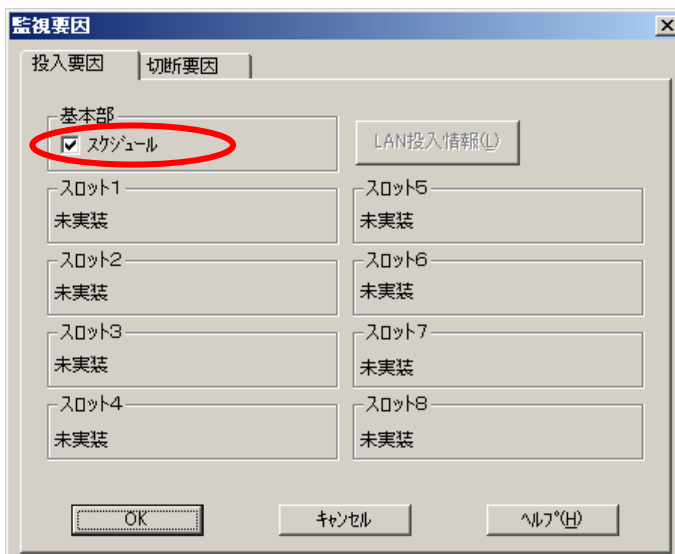 監視要因
投入要因 切断要因
基本部
スケジュール
LAN投入情報(L)
スロット1
未実装
スロット5
未実装
スロット2
未実装
スロット6
未実装
スロット3
未実装
スロット7
未実装
スロット4
未実装
スロット8
未実装
OK キャンセル ヘルプ(H)